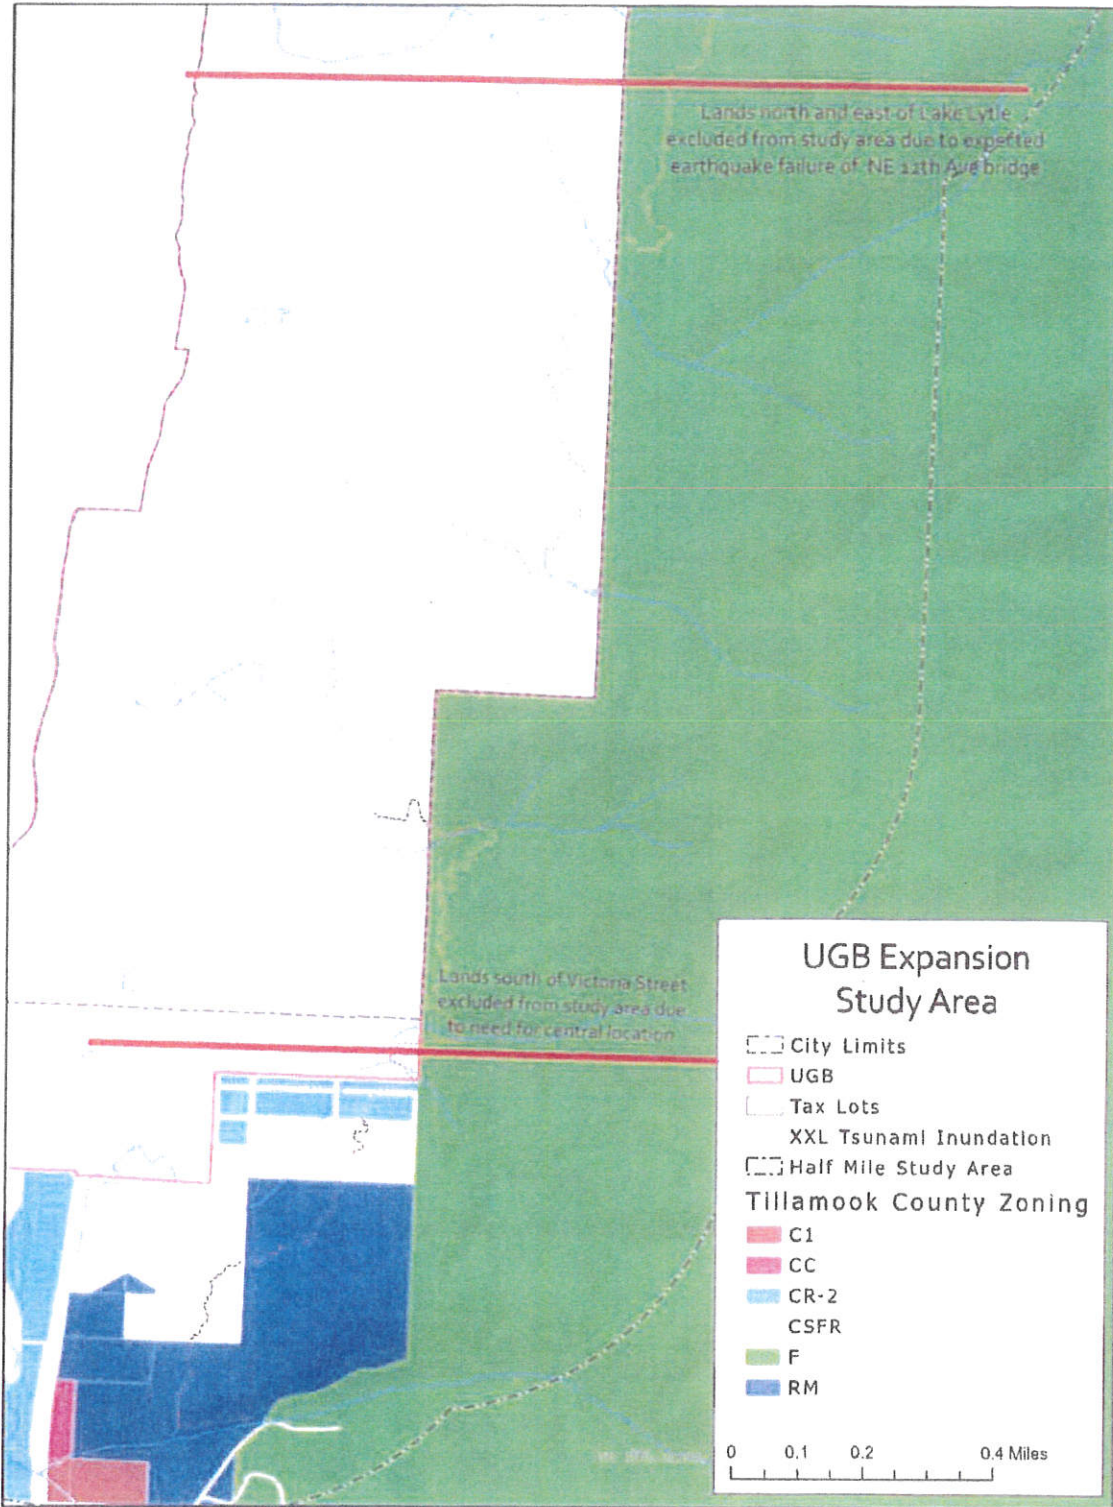 Lands north and east of Lake Lytle
excluded from study area due to expected
earthquake failure of NE 12th Ave bridge
Lands south of Victoria Street
excluded from study area due
to need for central location
UGB Expansion
Study Area
City Limits
UGB
Tax Lots
XXL Tsunami Inundation
Half Mile Study Area
Tillamook County Zoning
C1
CC
CR-2
CSFR
F
RM
0 0.1 0.2 0.4 Miles